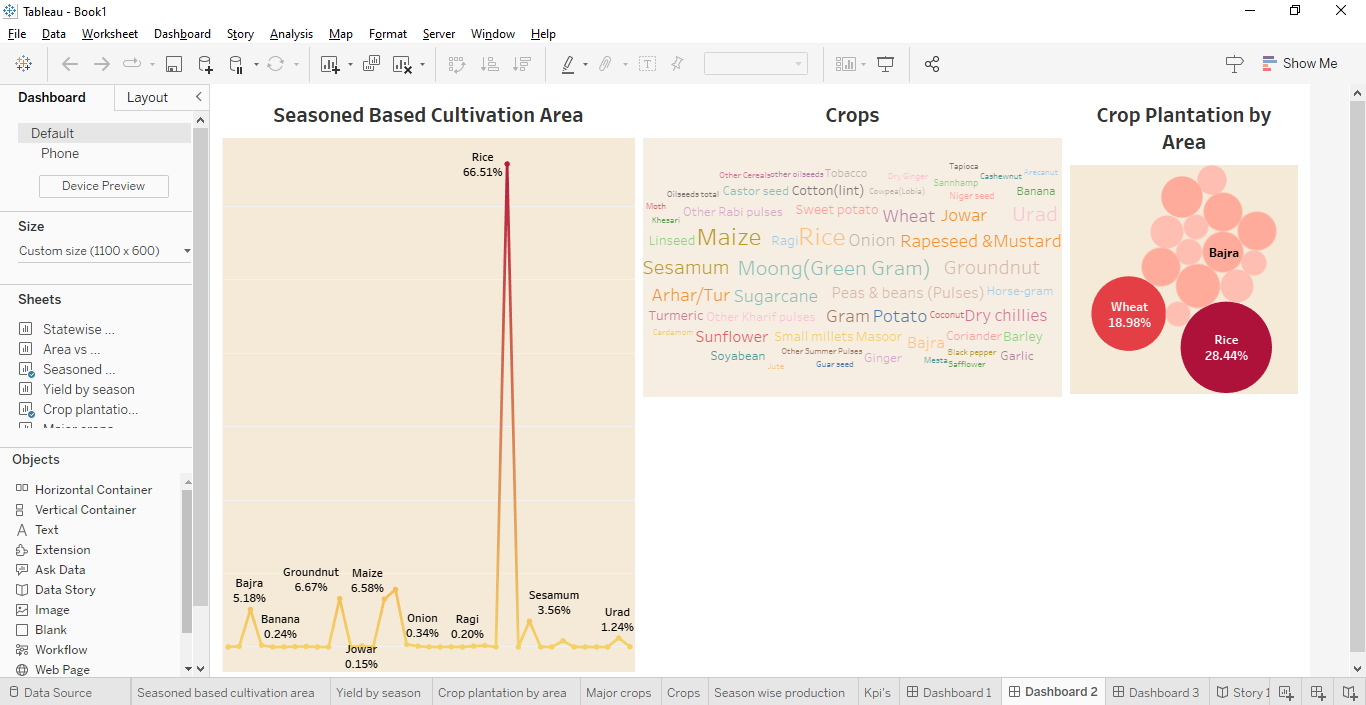 Tableau - Book1
File Data Worksheet Dashboard Story Analysis Map Format Server Window Help
Show Me
Dashboard Layout
Default
Phone
Device Preview
Size
Custom size (1100 x 600)
Sheets
Statewise ...
Area vs ...
Seasoned ...
Yield by season
Crop plantatio...
Objects
Horizontal Container
Vertical Container
Text
Extension
Ask Data
Data Story
Image
Blank
Workflow
Web Page
Seasoned Based Cultivation Area
Rice
66.51%
Bajra
5.18%
Banana
0.24%
Groundnut
6.67%
Maize
6.58%
Jowar
0.15%
Onion
0.34%
Ragi
0.20%
Sesamum
3.56%
Urad
1.24%
Crops
Tapioca
Other Cereals other oilseeds Tobacco Dry Ginger Cashewnut Arecanut
Sannhamp
Oilseeds total Castor seed Cotton(lint) Cowpea(Lobia) Niger seed Banana
Moth Other Rabi pulses Sweet potato Wheat Jowar Urad
Khesari
Linseed Maize Ragi Rice Onion Rapeseed &Mustard
Sesamum Moong(Green Gram) Groundnut
Arhar/Tur Sugarcane Peas & beans (Pulses) Horse-gram
Turmeric Other Kharif pulses Gram Potato Coconut Dry chillies
Cardamom Sunflower Small millets Masoor Bajra Coriander Barley
Soyabean Other Summer Pulses Ginger Black pepper Garlic
Jute Guar seed Mesta Safflower
Crop Plantation by
Area
Bajra
Wheat
18.98%
Rice
28.44%
Data Source Seasoned based cultivation area Yield by season Crop plantation by area Major crops Crops Season wise production Kpi's Dashboard 1 Dashboard 2 Dashboard 3 Story 1